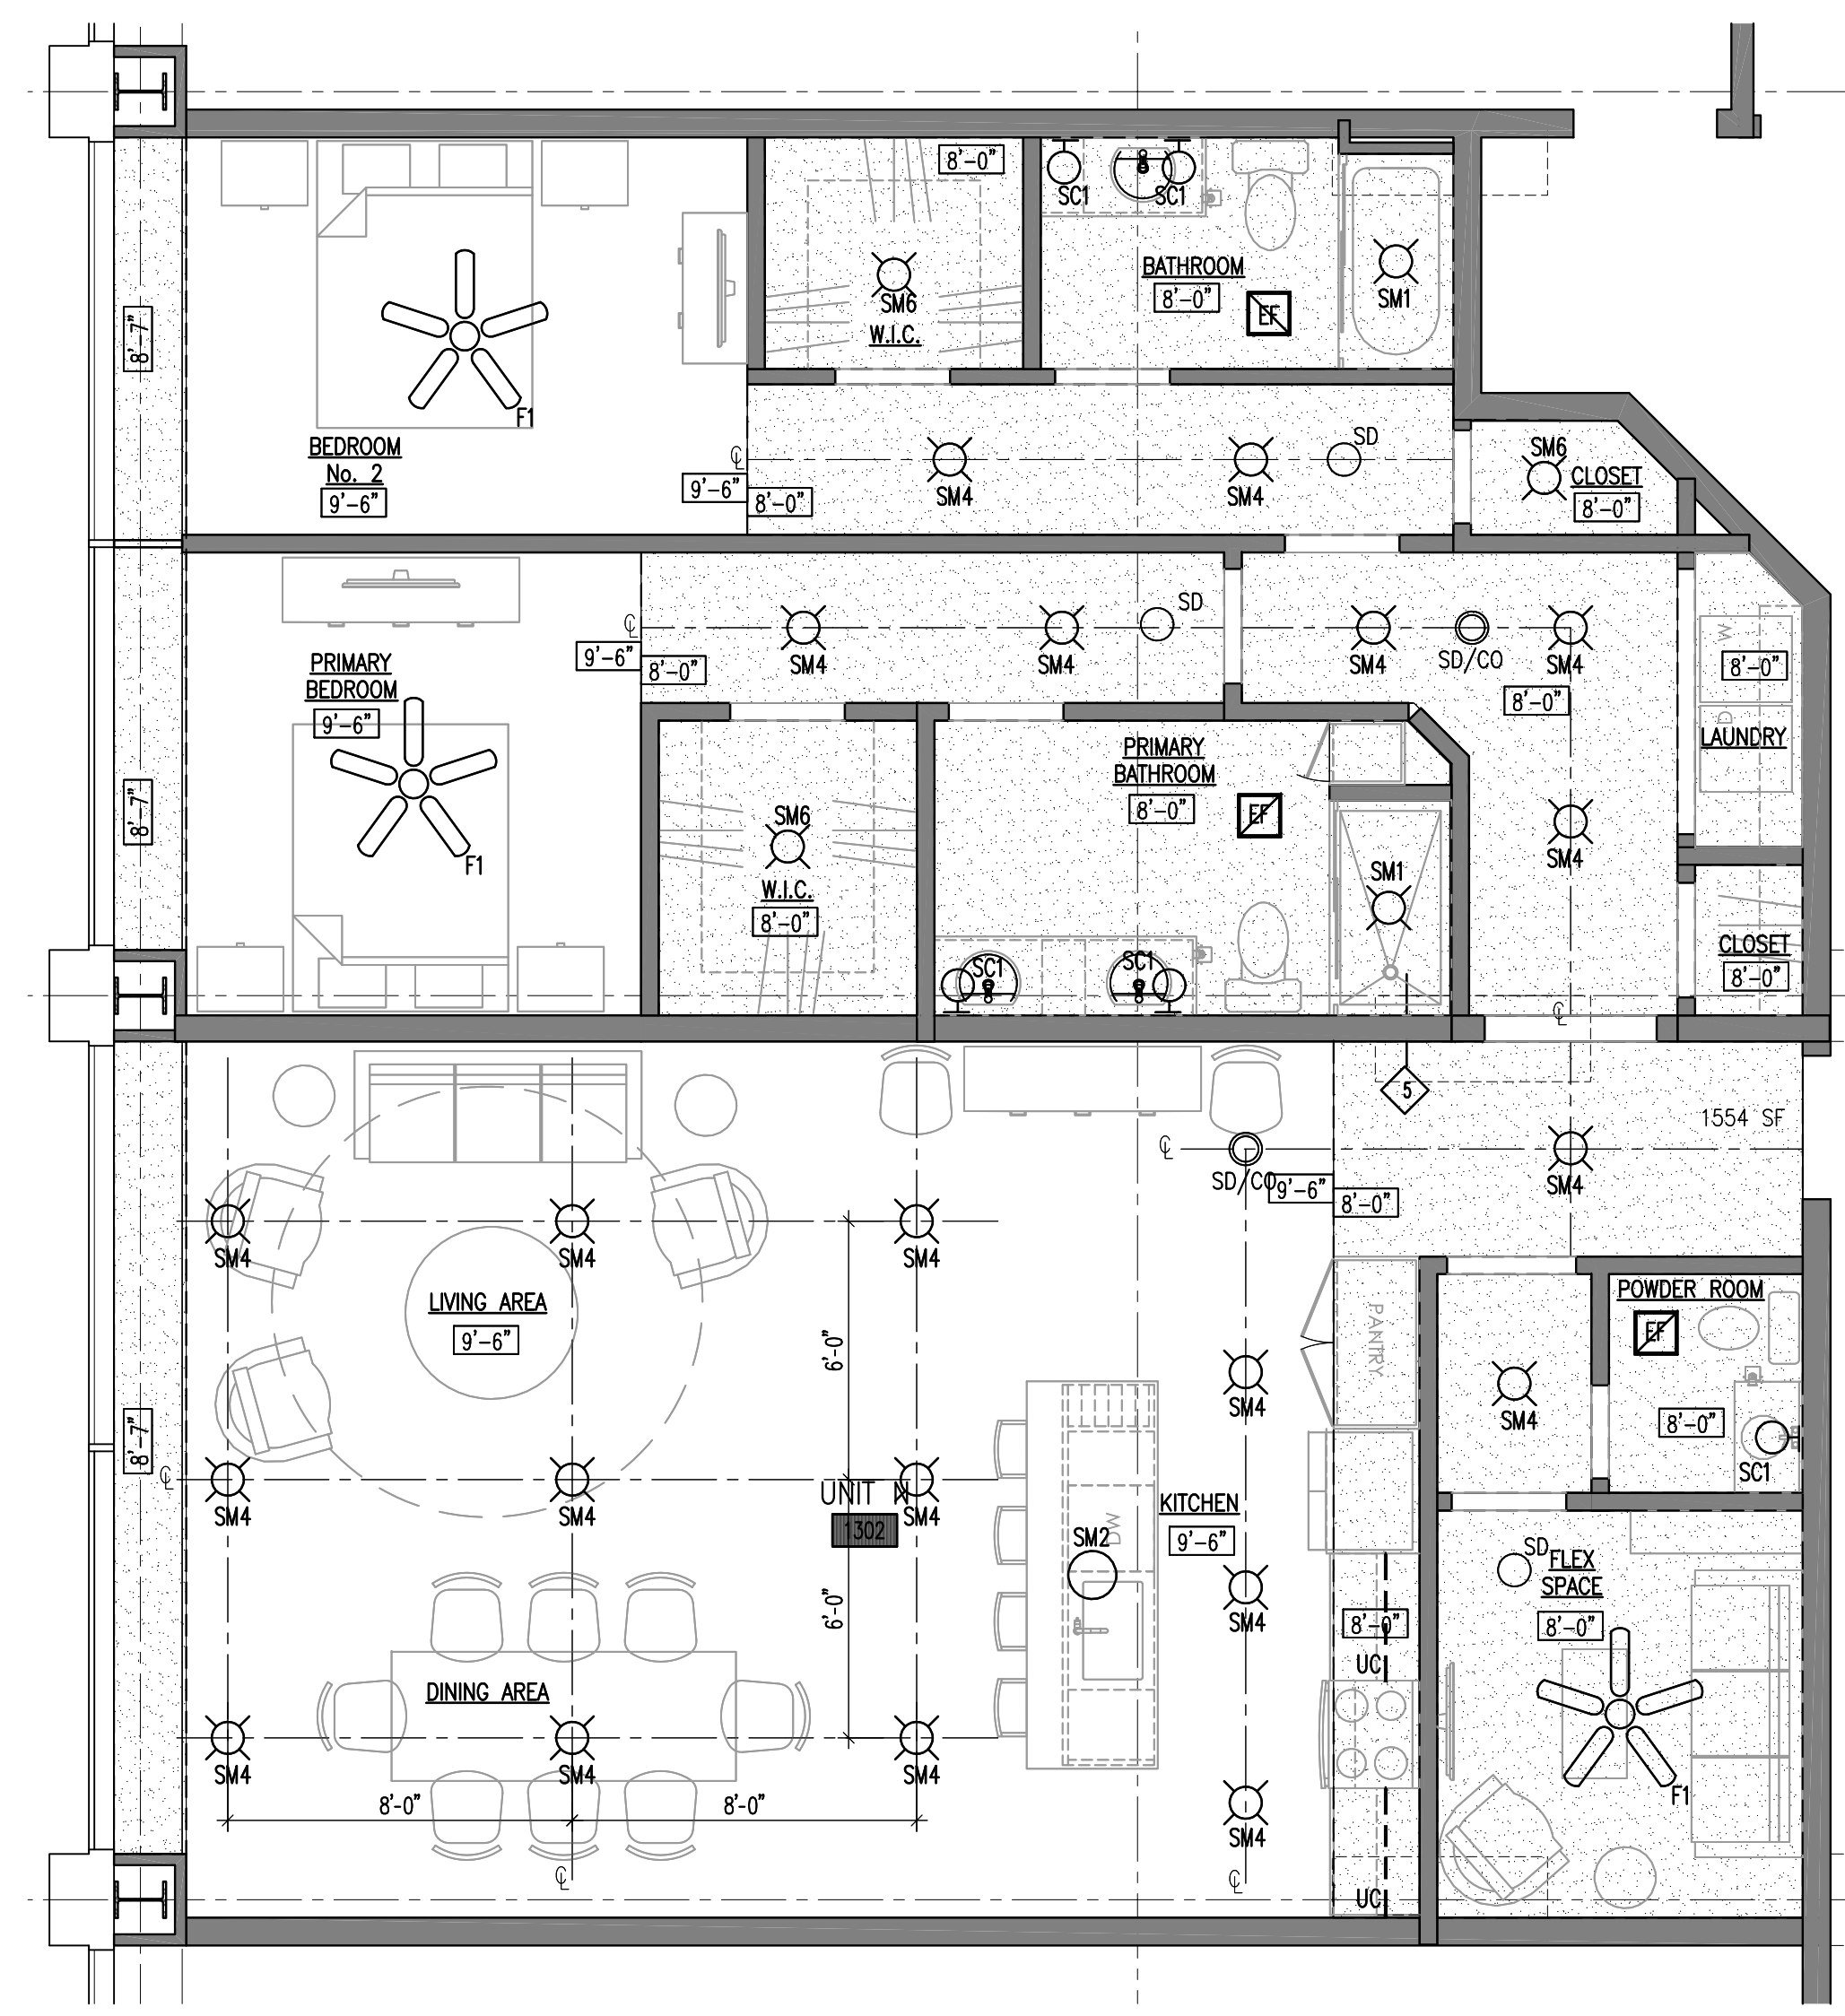 8'-0"
SC1
SC1
BATHROOM
8'-0"
EF
SM1
SM6
W.I.C.
8'-7"
F1
BEDROOM
No. 2
9'-6"
9'-6"
8'-0"
SM4
SM4
SD
SM6
CLOSET
8'-0"
PRIMARY
BEDROOM
9'-6"
9'-6"
8'-0"
SM4
SM4
SD
SM4
SD/CO
SM4
8'-0"
W
8'-0"
D
LAUNDRY
8'-7"
F1
SM6
W.I.C.
8'-0"
PRIMARY
BATHROOM
8'-0"
EF
SM1
SM4
SC1
SC1
CLOSET
8'-0"
5
1554 SF
SD/CO
9'-6"
8'-0"
SM4
SM4
SM4
SM4
LIVING AREA
9'-6"
6'-0"
PANTRY
POWDER ROOM
EF
SM4
SM4
8'-0"
SC1
8'-7"
SM4
SM4
UNIT N
SM4
1302
KITCHEN
9'-6"
DW
SM2
SM4
6'-0"
8'-0"
UC
SD
FLEX
SPACE
8'-0"
F1
DINING AREA
SM4
SM4
SM4
8'-0"
8'-0"
SM4
UC